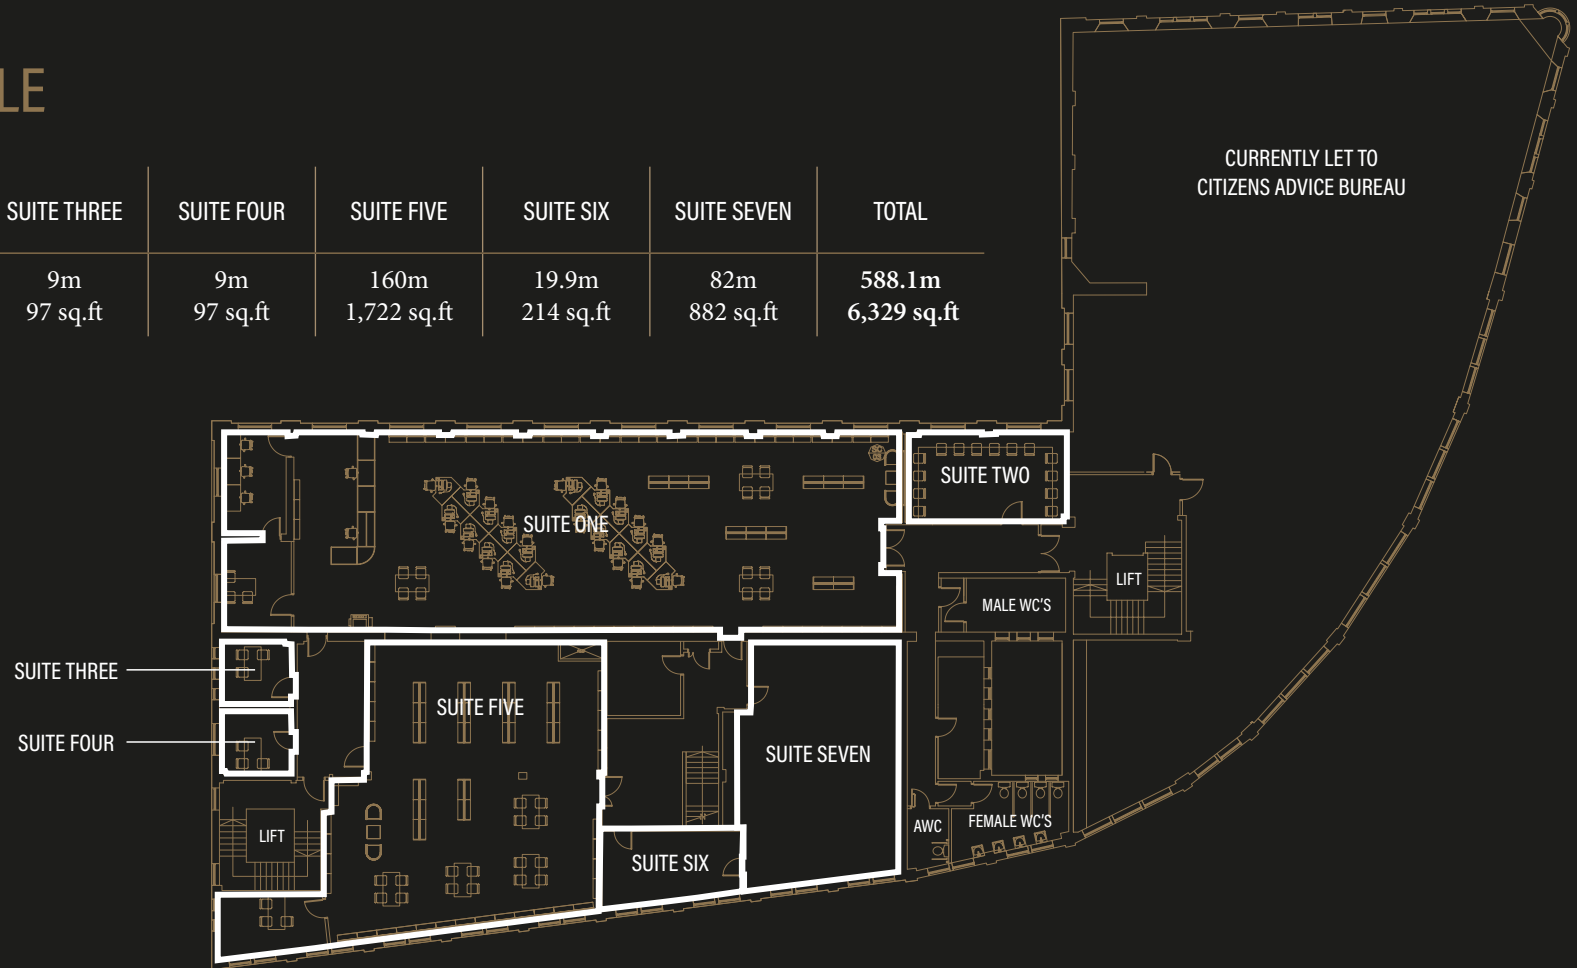 LE
SUITE THREE
SUITE FOUR
SUITE FIVE
SUITE SIX
SUITE SEVEN
TOTAL
9m
9m
160m
19.9m
82m
588.1m
97 sq.ft
97 sq.ft
1,722 sq.ft
214 sq.ft
882 sq.ft
6,329 sq.ft
CURRENTLY LET TO
CITIZENS ADVICE BUREAU
SUITE TWO
SUITE ONE
LIFT
MALE WC'S
SUITE THREE
SUITE FIVE
SUITE FOUR
SUITE SEVEN
LIFT
SUITE SIX
AWC
FEMALE WC'S